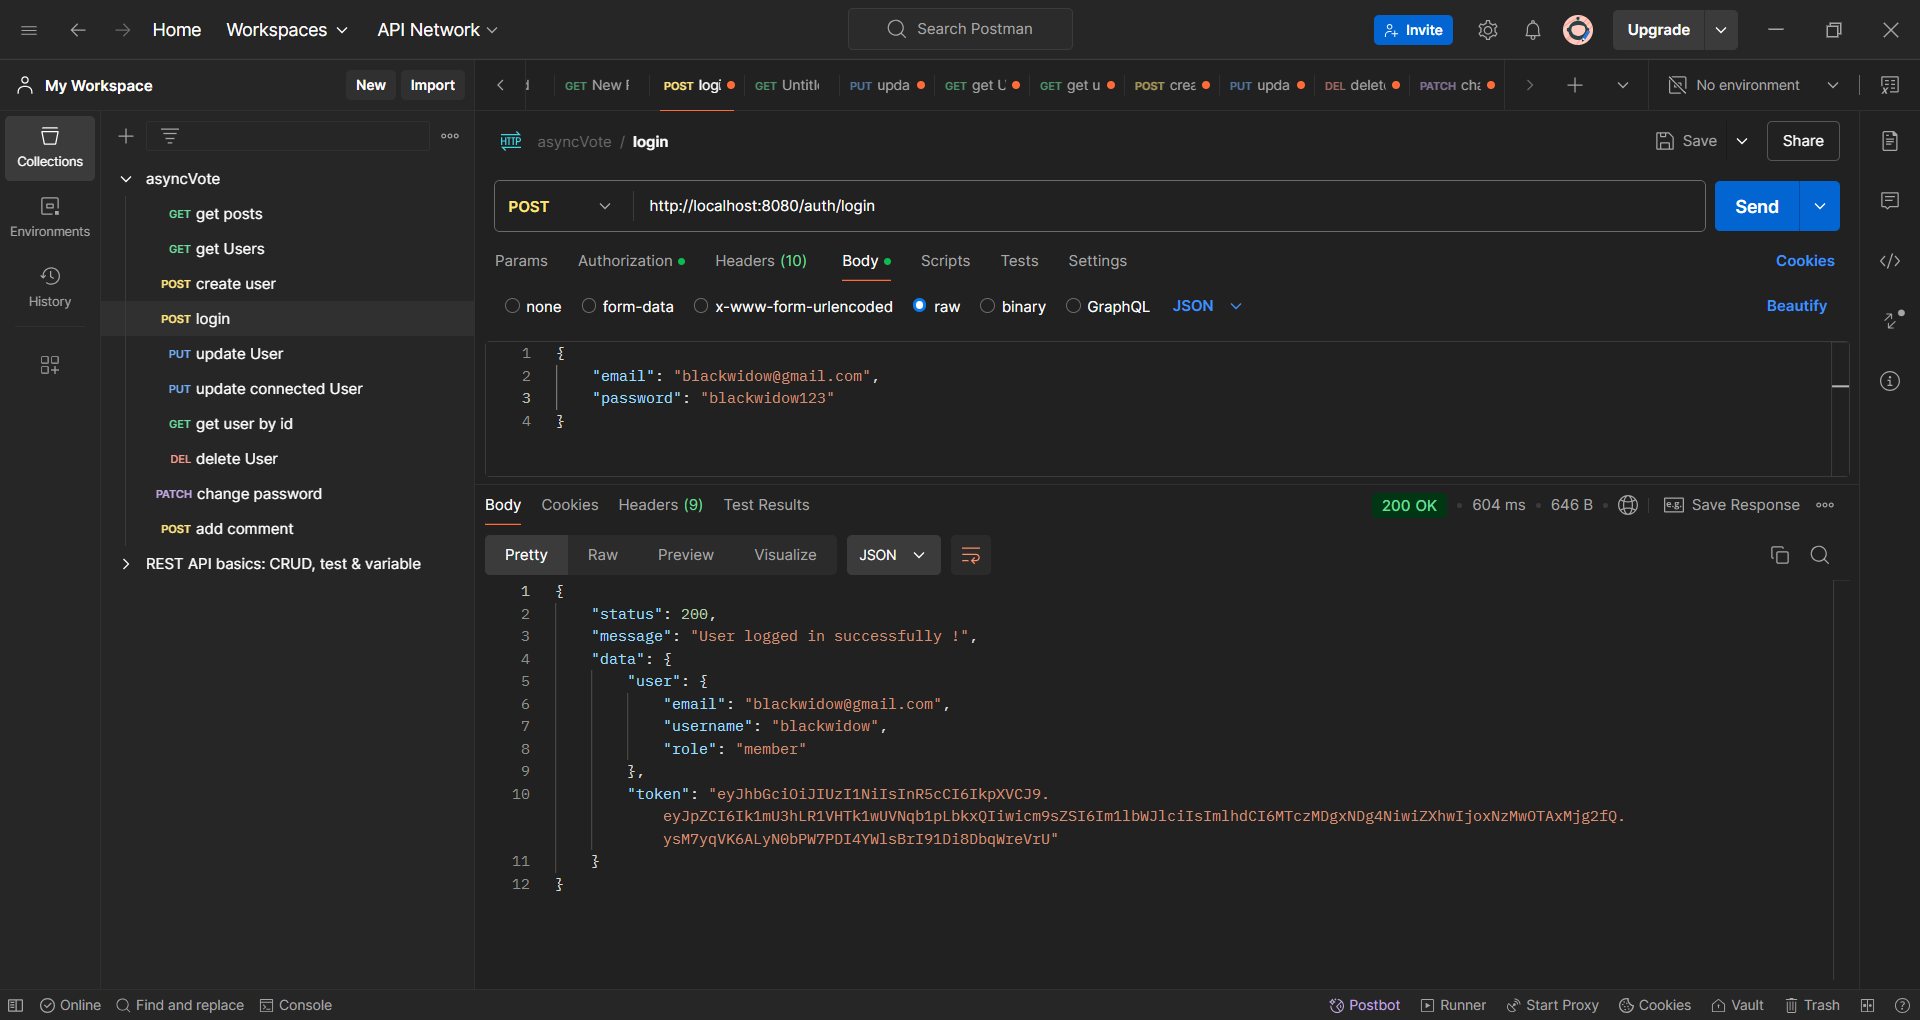 Home Workspaces API Network Search Postman Invite Upgrade
My Workspace New Import GET New F POST logi GET Untitl PUT upda GET get U GET get u POST crea PUT upda DEL delet PATCH cha No environment
Collections
Environments
History
asyncVote
GET get posts
GET get Users
POST create user
POST login
PUT update User
PUT update connected User
GET get user by id
DEL delete User
PATCH change password
POST add comment
REST API basics: CRUD, test & variable
HTTP asyncVote / login Save Share
POST http://localhost:8080/auth/login Send
Params Authorization Headers (10) Body Scripts Tests Settings Cookies
none form-data x-www-form-urlencoded raw binary GraphQL JSON Beautify
1 {
2 "email": "blackwidow@gmail.com",
3 "password": "blackwidow123"
4 }
Body Cookies Headers (9) Test Results 200 OK 604 ms 646 B e.g. Save Response
Pretty Raw Preview Visualize JSON
1 {
2 "status": 200,
3 "message": "User logged in successfully !",
4 "data": {
5 "user": {
6 "email": "blackwidow@gmail.com",
7 "username": "blackwidow",
8 "role": "member"
9 },
10 "token": "eyJhbGciOiJIUzI1NiIsInR5cCI6IkpXVCJ9.
eyJpZCI6Ik1mU3hLR1VHTk1wUVNqb1pLbkxQIiwicm9sZSI6Im1lbWJlciIsImlhdCI6MTczMDgxNDg4NiwiZXhwIjoxNzMwOTAxMjg2fQ.
ysM7yqVK6ALyN0bPW7PDI4YWlsBrI91Di8DbqWreVrU"
11 }
12 }
Online Find and replace Console Postbot Runner Start Proxy Cookies Vault Trash